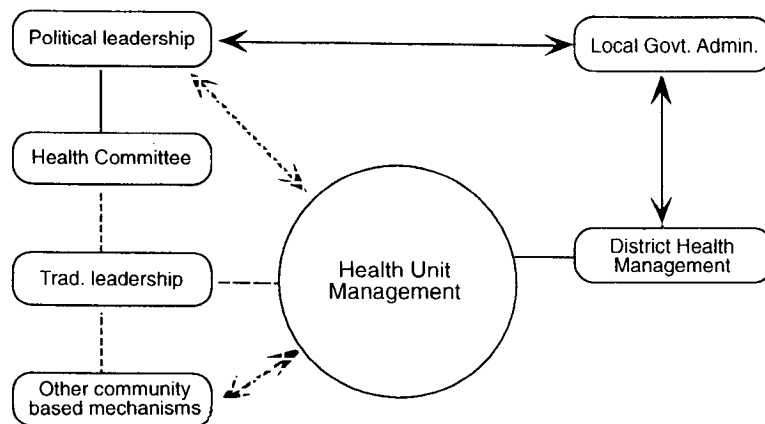 Political leadership
Local Govt. Admin.
Health Committee
Trad. leadership
Health Unit
Management
District Health
Management
Other community
based mechanisms